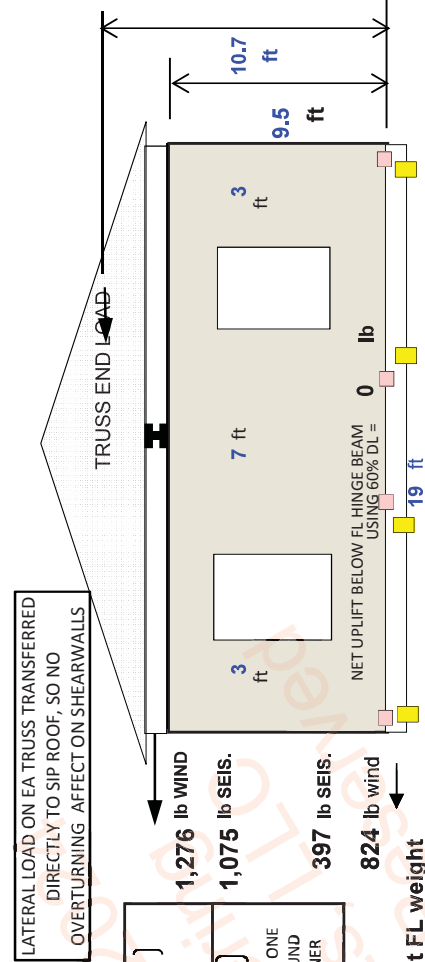 LATERAL LOAD ON EA TRUSS TRANSFERRED
DIRECTLY TO SIP ROOF, SO NO
OVERTURNING AFFECT ON SHEARWALLS
TRUSS END LOAD
10.7
ft
9.5
ft
3
ft
7 ft
3
ft
1,276 lb WIND
1,075 lb SEIS.
397 lb SEIS.
824 lb wind
NET UPLIFT BELOW FL HINGE BEAM
USING 60% DL = 0 lb
19 ft
ONE
t FL weight